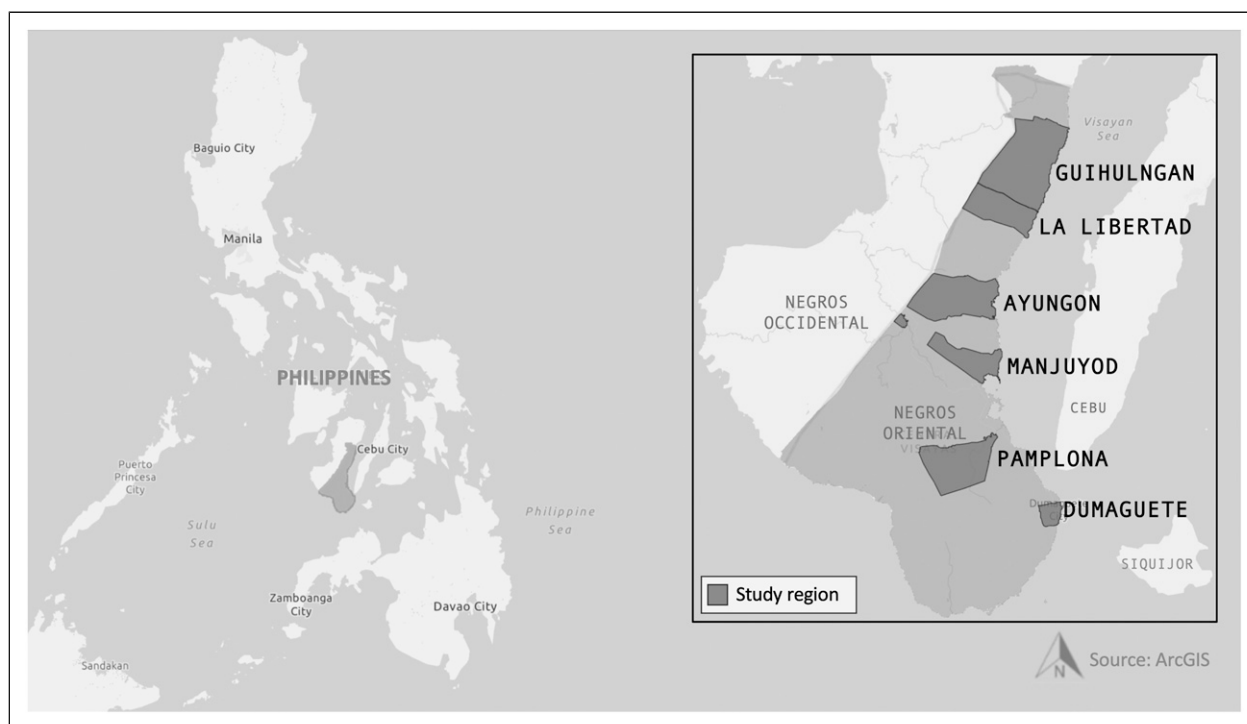 Baguio City
Manila
PHILIPPINES
Cebu City
Puerto
Princesa
City
Sulu
Sea
Philippine
Sea
Zamboanga
City
Davao City
Sandakan
Visayan
Sea
GUIHULNGAN
LA LIBERTAD
NEGROS
OCCIDENTAL
AYUNGON
MANJUYOD
CEBU
NEGROS
ORIENTAL
PAMPLONA
DUMAGUETE
SIQUIJOR
Study region
N
Source: ArcGIS